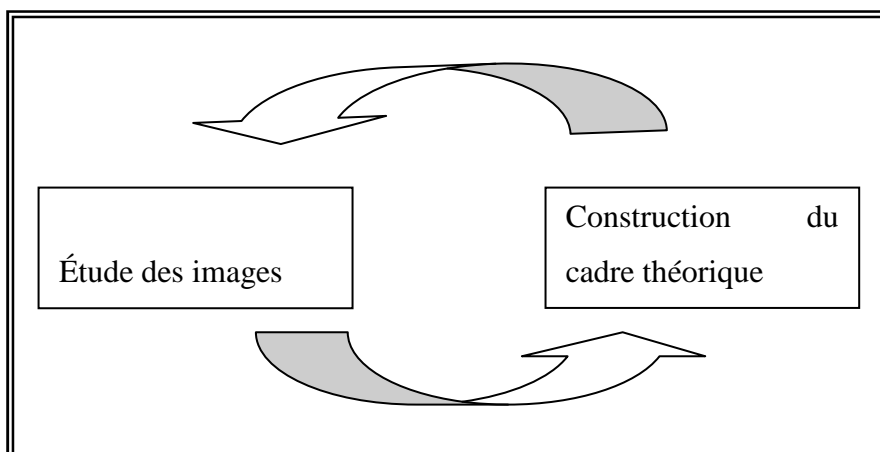 Étude des images
Construction du
cadre théorique